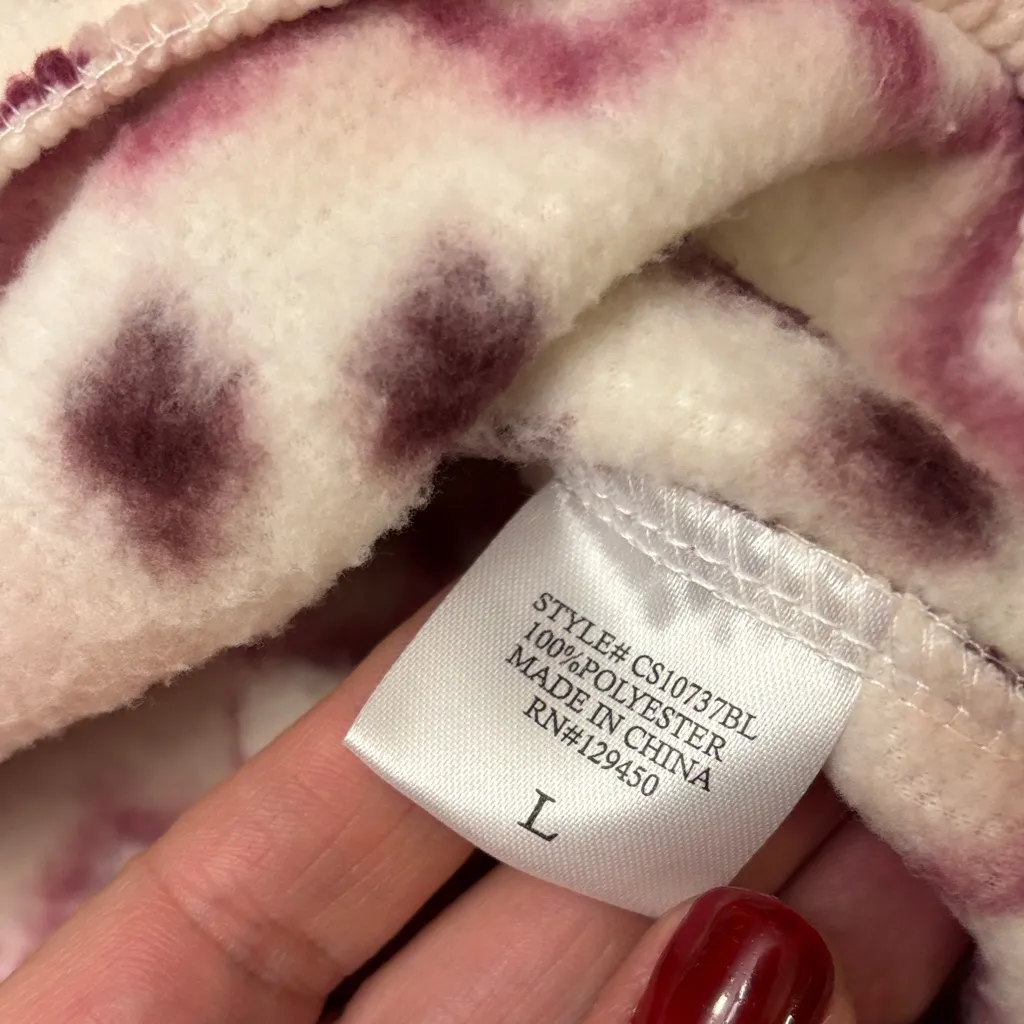 STYLE# CS10737BL
100%POLYESTER
MADE IN CHINA
RN#129450
L